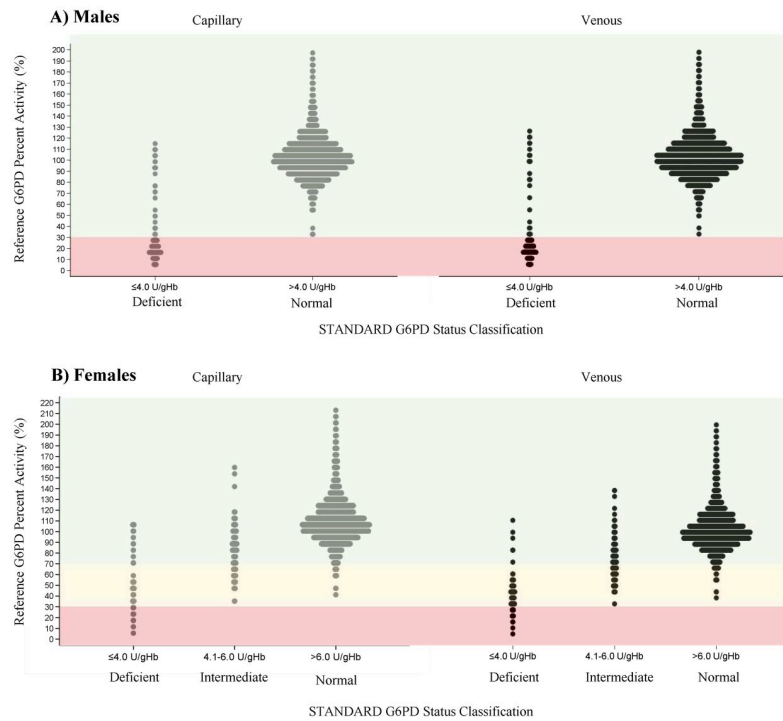 A) Males
Capillary
Venous
Reference G6PD Percent Activity (%)
200
190
180
170
160
150
140
130
120
110
100
90
80
70
60
50
40
30
20
10
0
≤4.0 U/gHb
>4.0 U/gHb
≤4.0 U/gHb
>4.0 U/gHb
Deficient
Normal
Deficient
Normal
STANDARD G6PD Status Classification
B) Females
Capillary
Venous
Reference G6PD Percent Activity (%)
220
210
200
190
180
170
160
150
140
130
120
110
100
90
80
70
60
50
40
30
20
10
0
≤4.0 U/gHb
4.1-6.0 U/gHb
>6.0 U/gHb
≤4.0 U/gHb
4.1-6.0 U/gHb
>6.0 U/gHb
Deficient
Intermediate
Normal
Deficient
Intermediate
Normal
STANDARD G6PD Status Classification